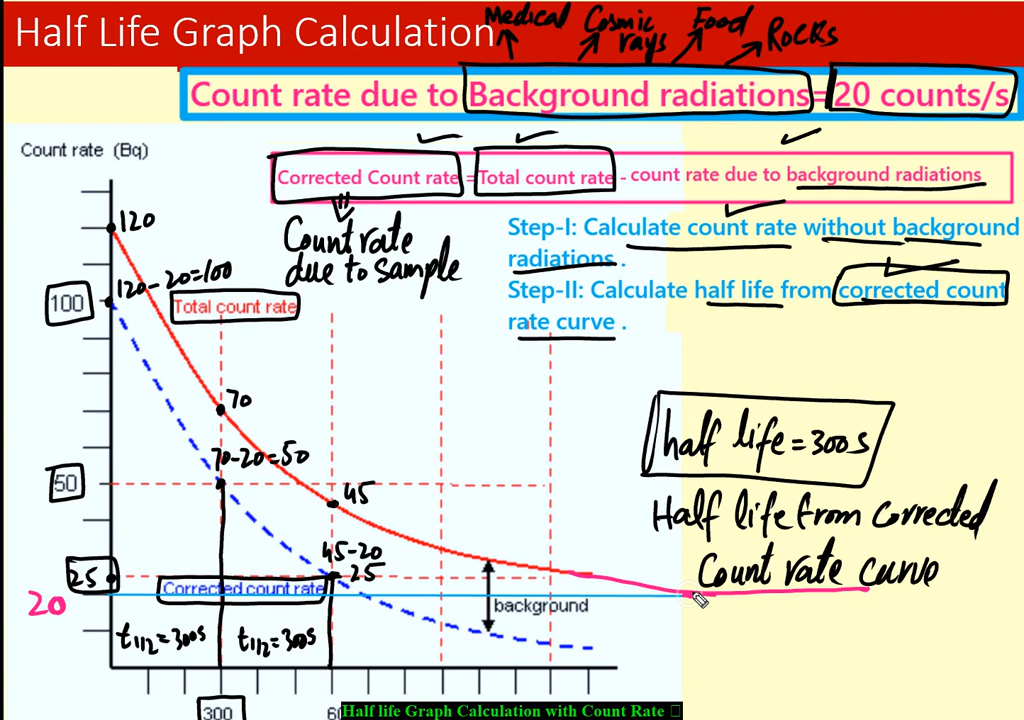 Half Life Graph Calculation
Medical
Cosmic
rays
Food
Rocks
Count rate due to Background radiations = 20 counts/s
Count rate (Bq)
Corrected Count rate = Total count rate - count rate due to background radiations
Count rate
due to sample
Step-I: Calculate count rate without background
radiations .
Step-II: Calculate half life from corrected count
rate curve .
120
120-20=100
100
Total count rate
70
70-20=50
50
45
45-20
25
25
Corrected count rate
20
background
t1/2=300s
t1/2=300s
half life=300s
Half life from corrected
Count rate curve
300
Half life Graph Calculation with Count Rate